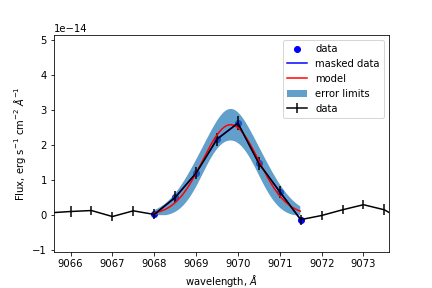 1e−14
5
4
3
2
1
0
−1
Flux, erg s⁻¹ cm⁻² Å⁻¹
data
masked data
model
error limits
data
9066 9067 9068 9069 9070 9071 9072 9073
wavelength, Å